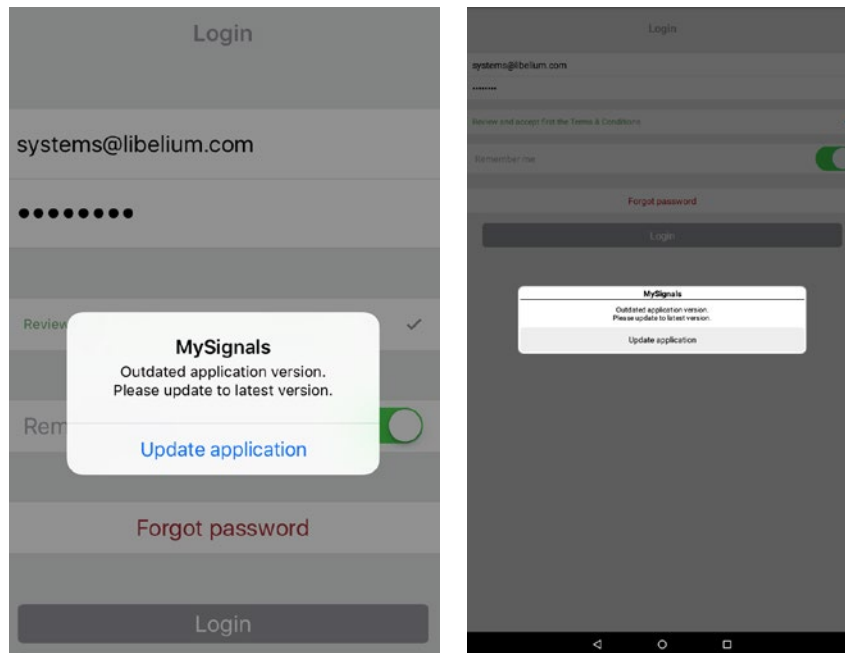 Login
systems@libelium.com
••••••••
Review
MySignals
Outdated application version.
Please update to latest version.
Rem
Update application
Forgot password
Login
Login
systems@libelium.com
••••••••
Review and accept first the Terms & Conditions
Remember me
Forgot password
Login
MySignals
Outdated application version.
Please update to latest version.
Update application